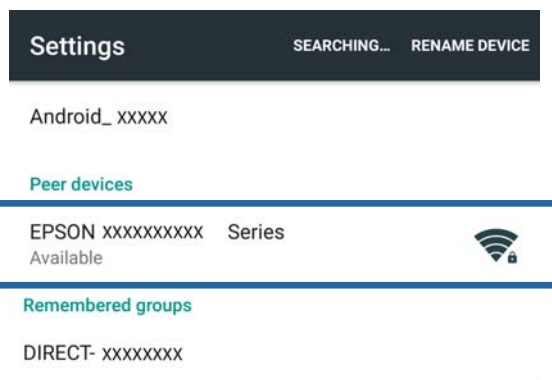 Settings SEARCHING... RENAME DEVICE
Android_ xxxxx
Peer devices
EPSON xxxxxxxxxx Series
Available
Remembered groups
DIRECT- xxxxxxxx